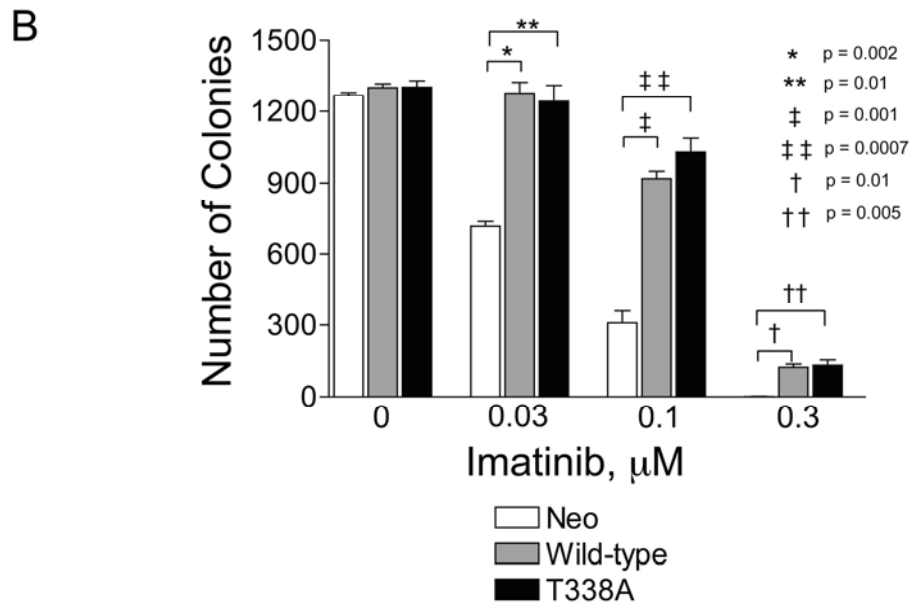 B
1500
1200
900
600
300
0
Number of Colonies
**
*
‡ ‡
‡
††
†
* p = 0.002
** p = 0.01
‡ p = 0.001
‡ ‡ p = 0.0007
† p = 0.01
†† p = 0.005
0 0.03 0.1 0.3
Imatinib, μM
Neo
Wild-type
T338A